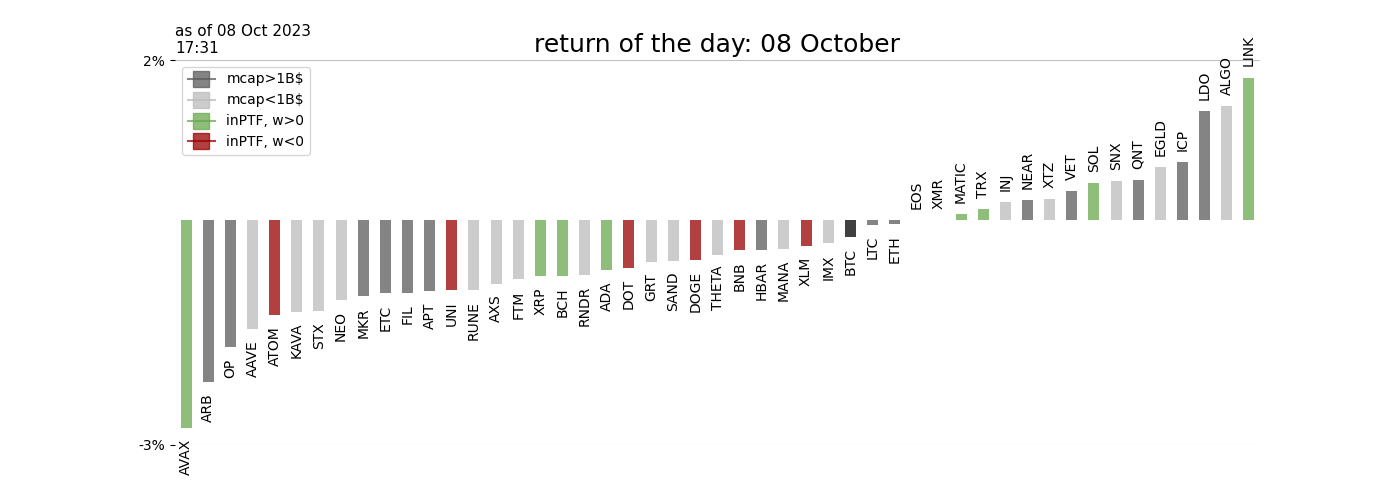 as of 08 Oct 2023
17:31
return of the day: 08 October
2%
mcap>1B$
mcap<1B$
inPTF, w>0
inPTF, w<0
-3%
AVAX
ARB
OP
AAVE
ATOM
KAVA
STX
NEO
MKR
ETC
FIL
APT
UNI
RUNE
AXS
FTM
XRP
BCH
RNDR
ADA
DOT
GRT
SAND
DOGE
THETA
BNB
HBAR
MANA
XLM
IMX
BTC
LTC
ETH
EOS
XMR
MATIC
TRX
INJ
NEAR
XTZ
VET
SOL
SNX
QNT
EGLD
ICP
LDO
ALGO
LINK